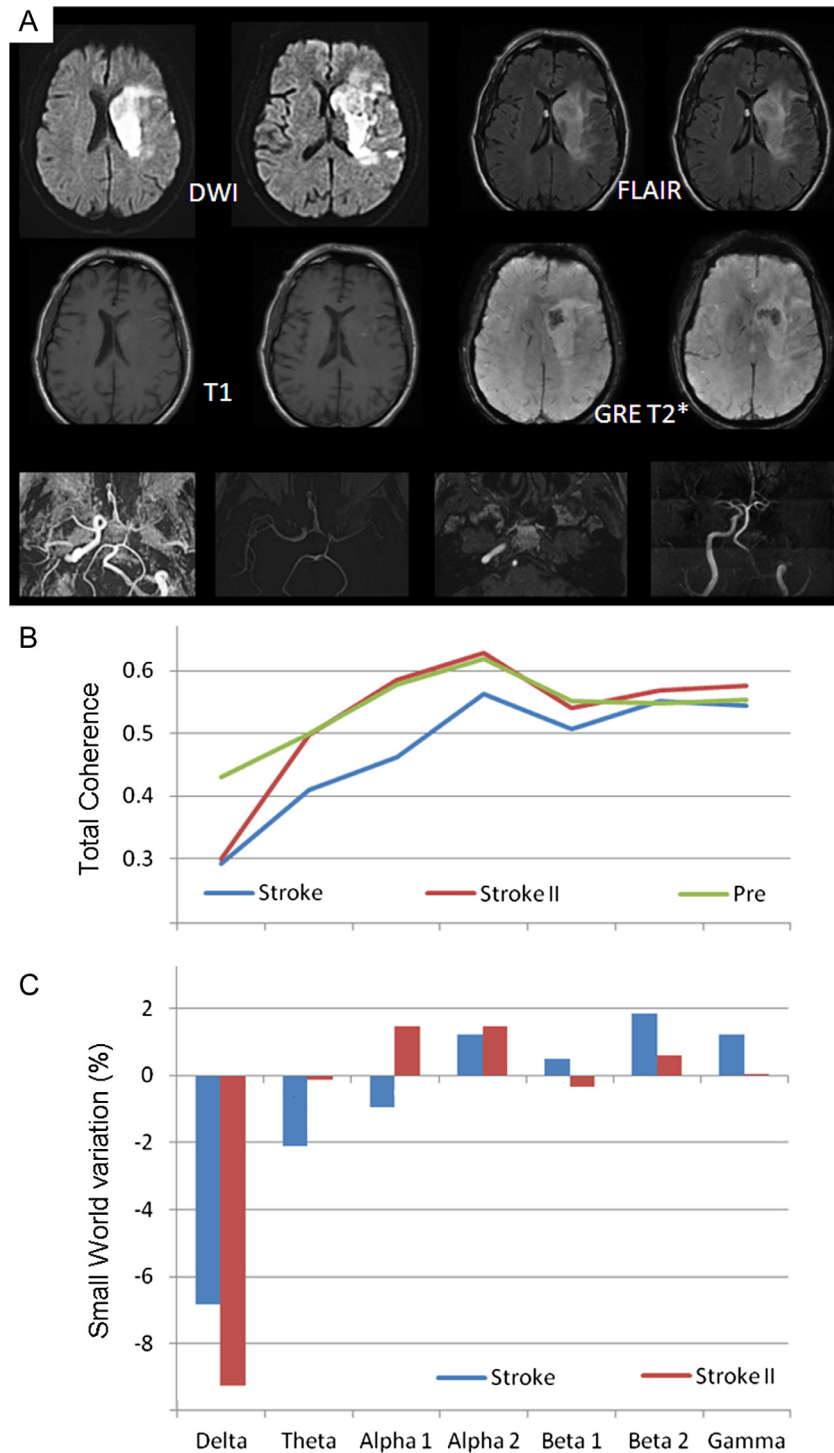 A
DWI
FLAIR
T1
GRE T2*
B
Total Coherence
0.6
0.5
0.4
0.3
Stroke Stroke II Pre
C
Small World variation (%)
2
0
-2
-4
-6
-8
Stroke Stroke II
Delta Theta Alpha 1 Alpha 2 Beta 1 Beta 2 Gamma